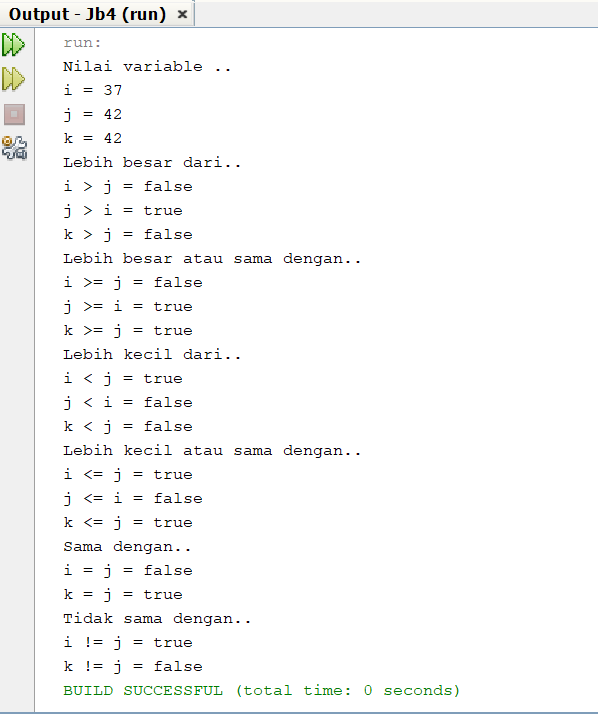 Output - Jb4 (run) ×
run:
Nilai variable ..
i = 37
j = 42
k = 42
Lebih besar dari..
i > j = false
j > i = true
k > j = false
Lebih besar atau sama dengan..
i >= j = false
j >= i = true
k >= j = true
Lebih kecil dari..
i < j = true
j < i = false
k < j = false
Lebih kecil atau sama dengan..
i <= j = true
j <= i = false
k <= j = true
Sama dengan..
i = j = false
k = j = true
Tidak sama dengan..
i != j = true
k != j = false
BUILD SUCCESSFUL (total time: 0 seconds)